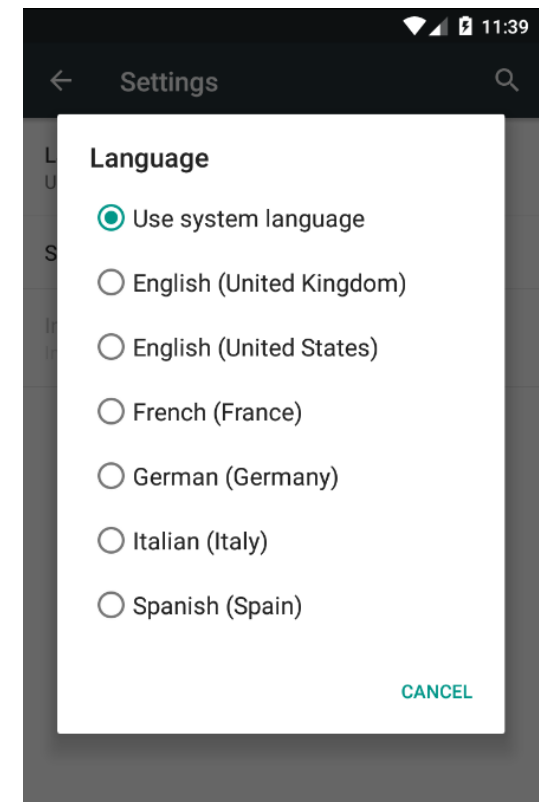 11:39
Settings
Language
Use system language
English (United Kingdom)
English (United States)
French (France)
German (Germany)
Italian (Italy)
Spanish (Spain)
CANCEL